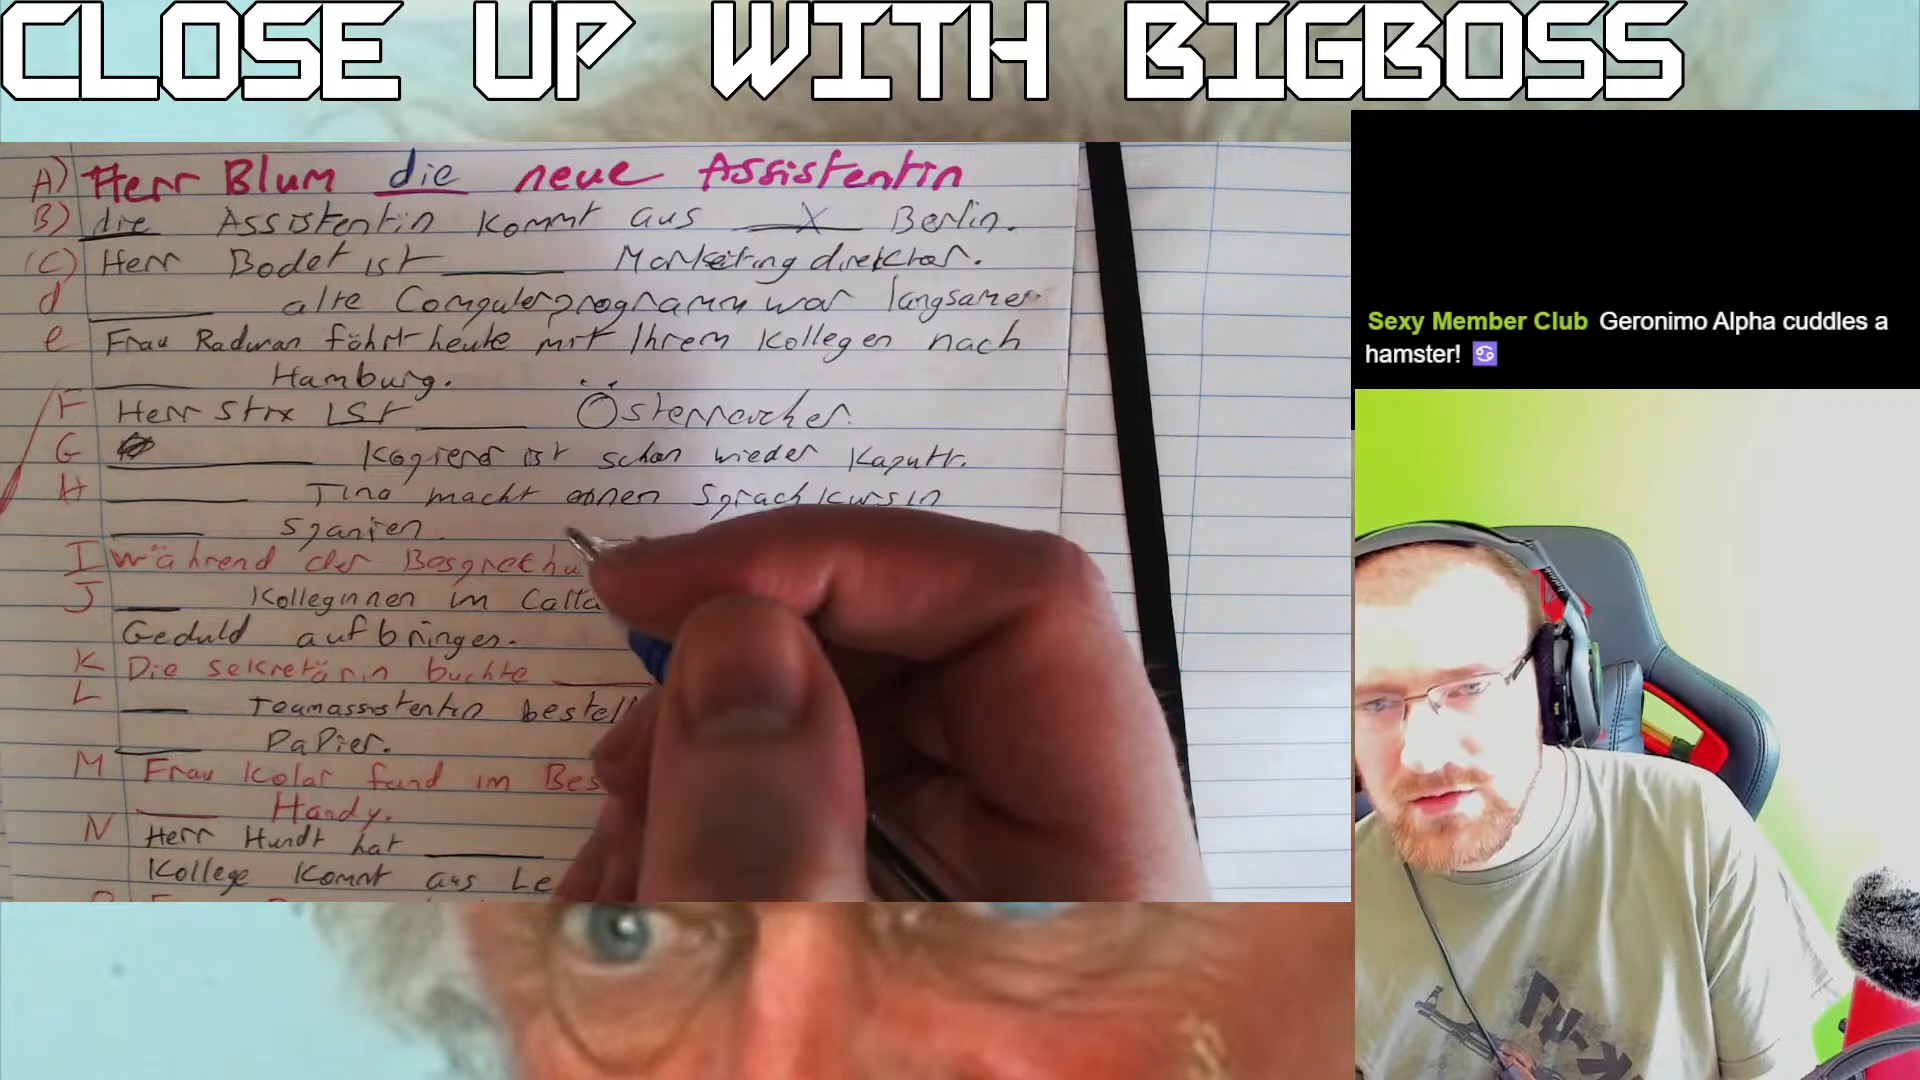 CLOSE UP WITH BIGBOSS
A) Herr Blum die neue Assistentin
B) die Assistentin kommt aus X Berlin.
(C) Herr Bodet ist Marketing direktor.
d alte Computerprogramm war langsamer
e Frau Radwan fährt heute mit Ihrem Kollegen nach
Hamburg.
F Herr Strx ist Österreicher.
G Kopierer ist schon wieder Kaputt.
H Tina macht einen Sprachkurs in
Spanien.
I während der
J Kolleginnen im
Geduld aufbringen.
K Die sekretärin buchte
L Teamassistentin
PaPier.
M Frau Kolar fand im
Handy.
N Herr Hundt hat
Kollege kommt aus
Sexy Member Club Geronimo Alpha cuddles a
hamster! ♋